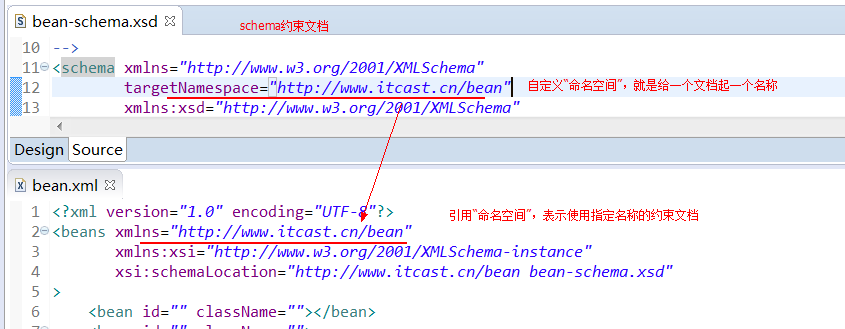 bean-schema.xsd
schema约束文档
10 -->
11 <schema xmlns="http://www.w3.org/2001/XMLSchema"
12 targetNamespace="http://www.itcast.cn/bean"
自定义“命名空间”，就是给一个文档起一个名称
13 xmlns:xsd="http://www.w3.org/2001/XMLSchema"
Design Source
bean.xml
1 <?xml version="1.0" encoding="UTF-8"?>
引用“命名空间”，表示使用指定名称的约束文档
2 <beans xmlns="http://www.itcast.cn/bean"
3 xmlns:xsi="http://www.w3.org/2001/XMLSchema-instance"
4 xsi:schemaLocation="http://www.itcast.cn/bean bean-schema.xsd"
5 >
6 <bean id="" className=""></bean>